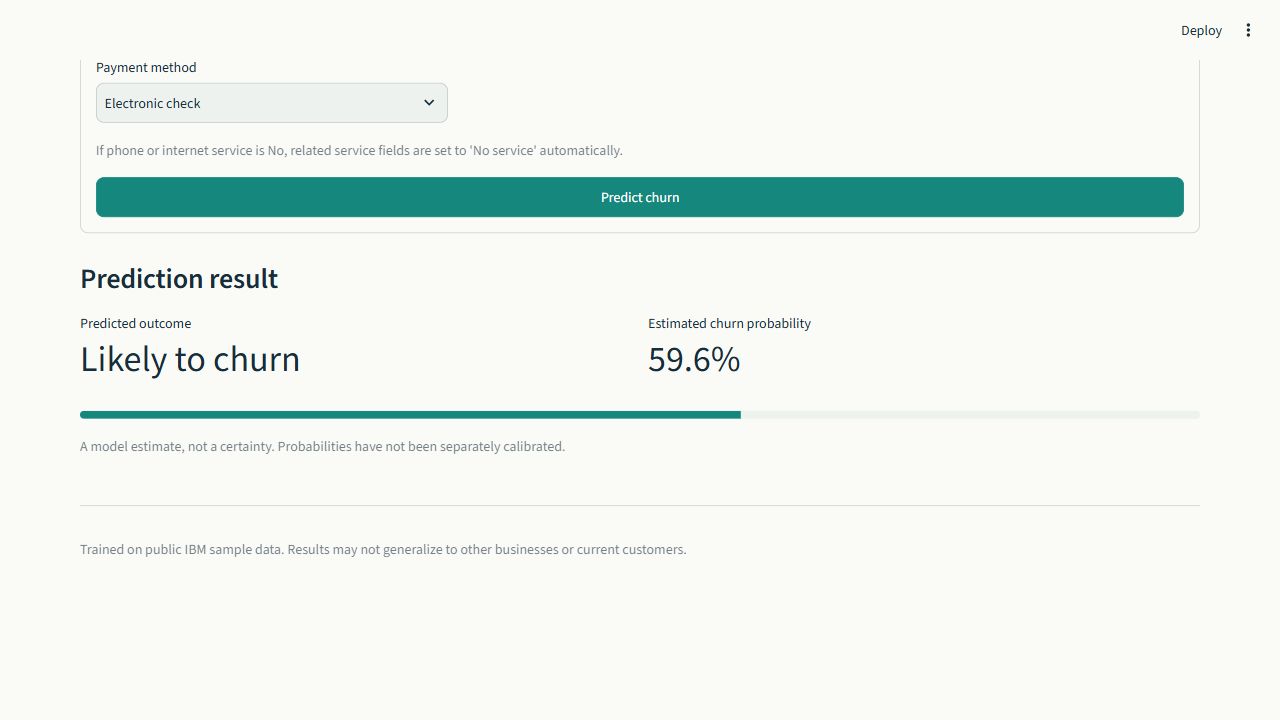 Deploy
Payment method
Electronic check
If phone or internet service is No, related service fields are set to 'No service' automatically.
Predict churn
Prediction result
Predicted outcome
Estimated churn probability
Likely to churn
59.6%
A model estimate, not a certainty. Probabilities have not been separately calibrated.
Trained on public IBM sample data. Results may not generalize to other businesses or current customers.